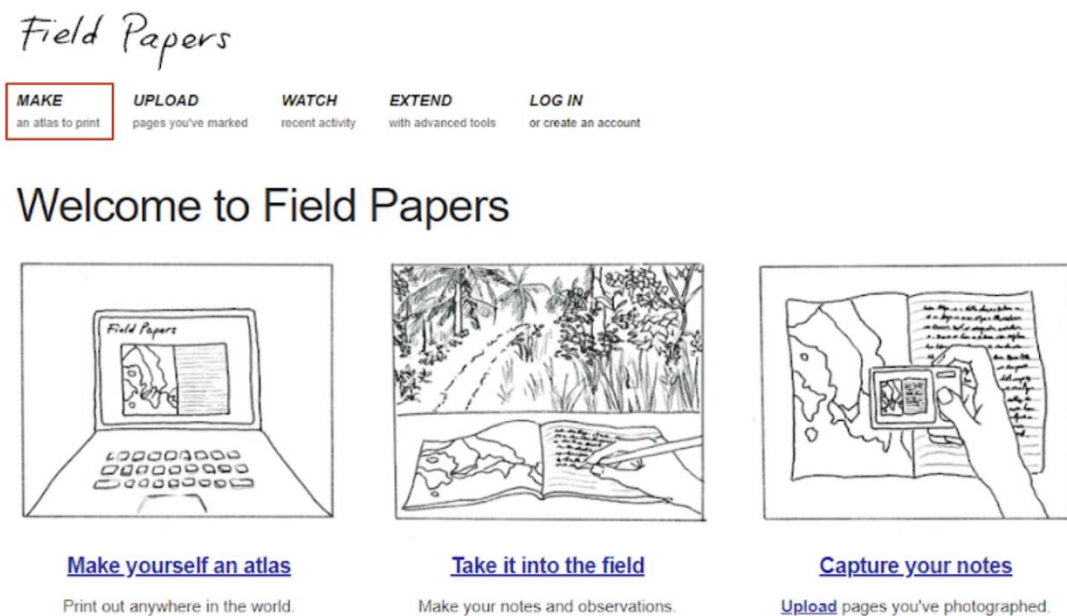 Field Papers
MAKE UPLOAD WATCH EXTEND LOG IN
an atlas to print pages you've marked recent activity with advanced tools or create an account
Welcome to Field Papers
Field Papers
Make yourself an atlas Take it into the field Capture your notes
Print out anywhere in the world. Make your notes and observations. Upload pages you've photographed.